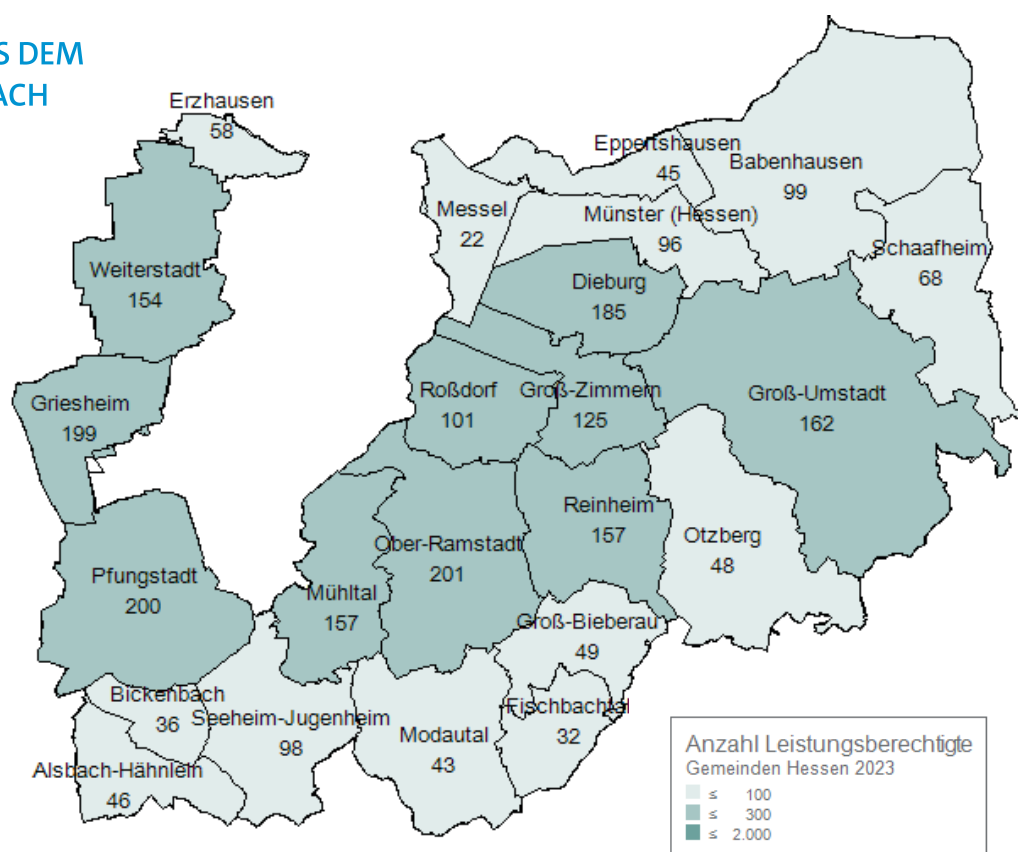 S DEM
ACH
Erzhausen
58
Eppertshausen
45
Babenhausen
99
Messel
22
Münster (Hessen)
96
Schaafheim
68
Weiterstadt
154
Dieburg
185
Griesheim
199
Roßdorf
101
Groß-Zimmern
125
Groß-Umstadt
162
Reinheim
157
Otzberg
48
Ober-Ramstadt
201
Pfungstadt
200
Mühltal
157
Groß-Bieberau
49
Bickenbach
36
Seeheim-Jugenheim
98
Fischbachtal
32
Modautal
43
Alsbach-Hähnlein
46
Anzahl Leistungsberechtigte
Gemeinden Hessen 2023
≤ 100
≤ 300
≤ 2.000